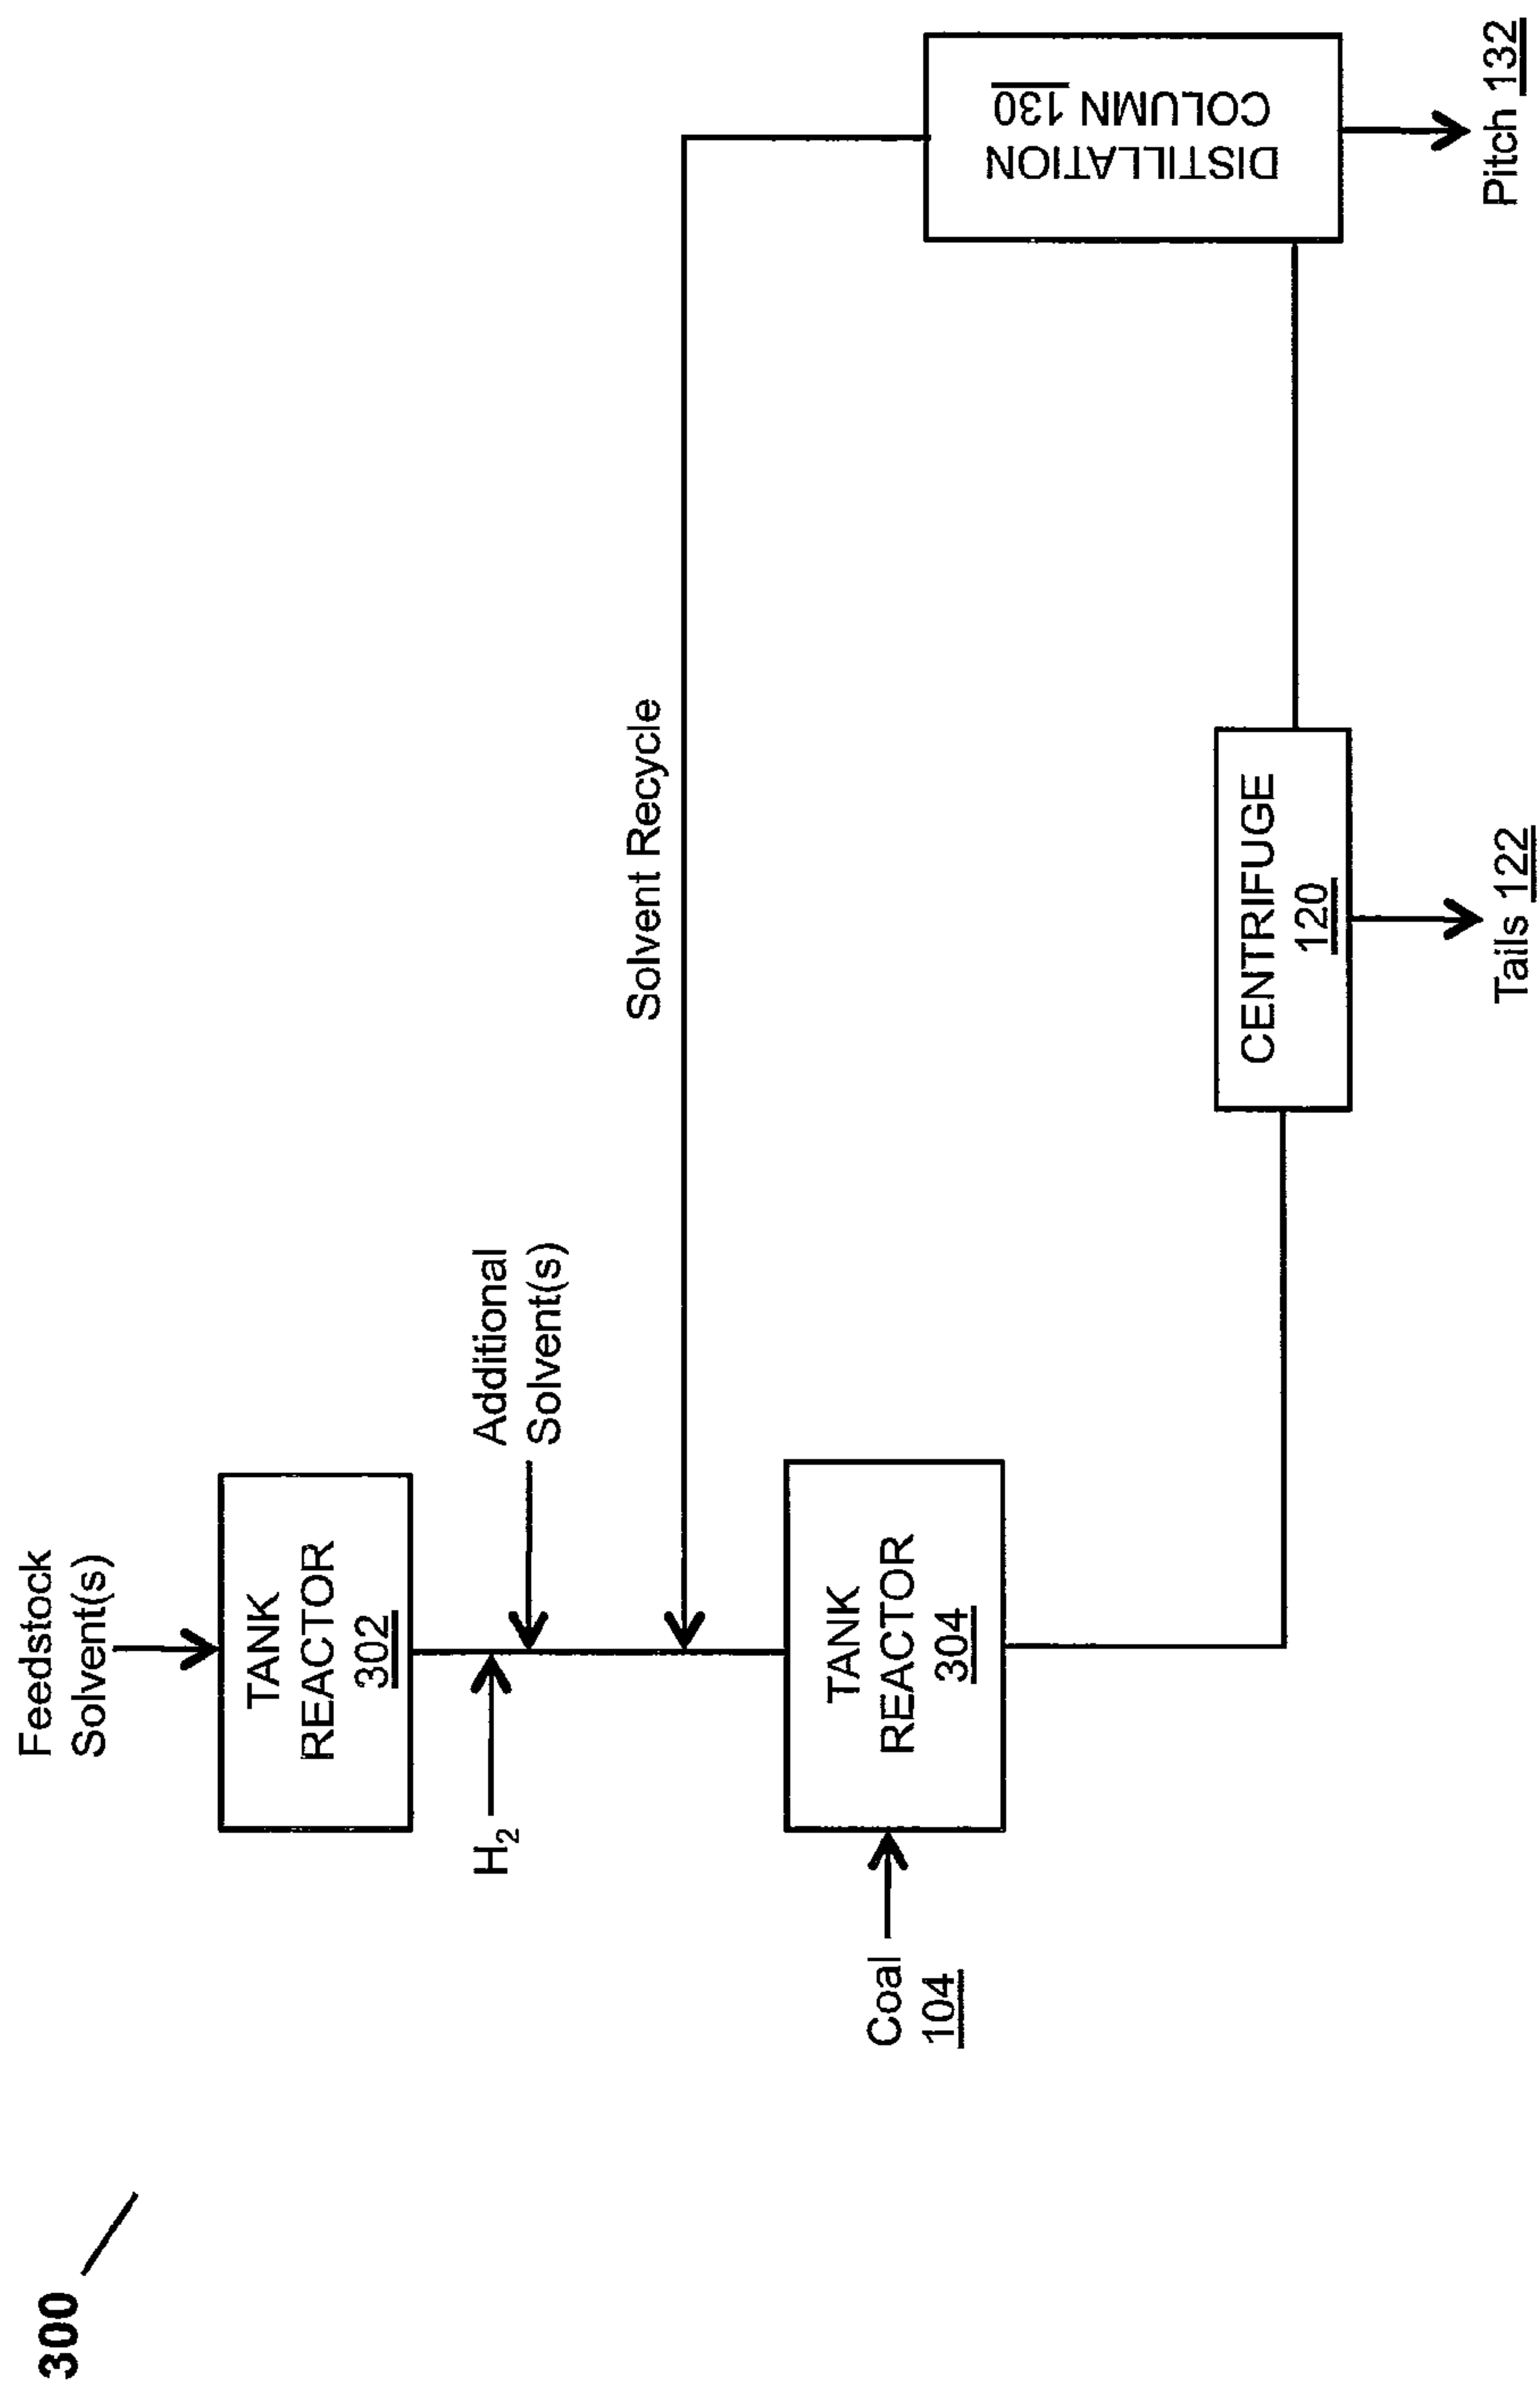 300
Feedstock
Solvent(s)
TANK
REACTOR
302
H2
Additional
Solvent(s)
Solvent Recycle
Coal
104
TANK
REACTOR
304
CENTRIFUGE
120
Tails 122
DISTILLATION
COLUMN 130
Pitch 132